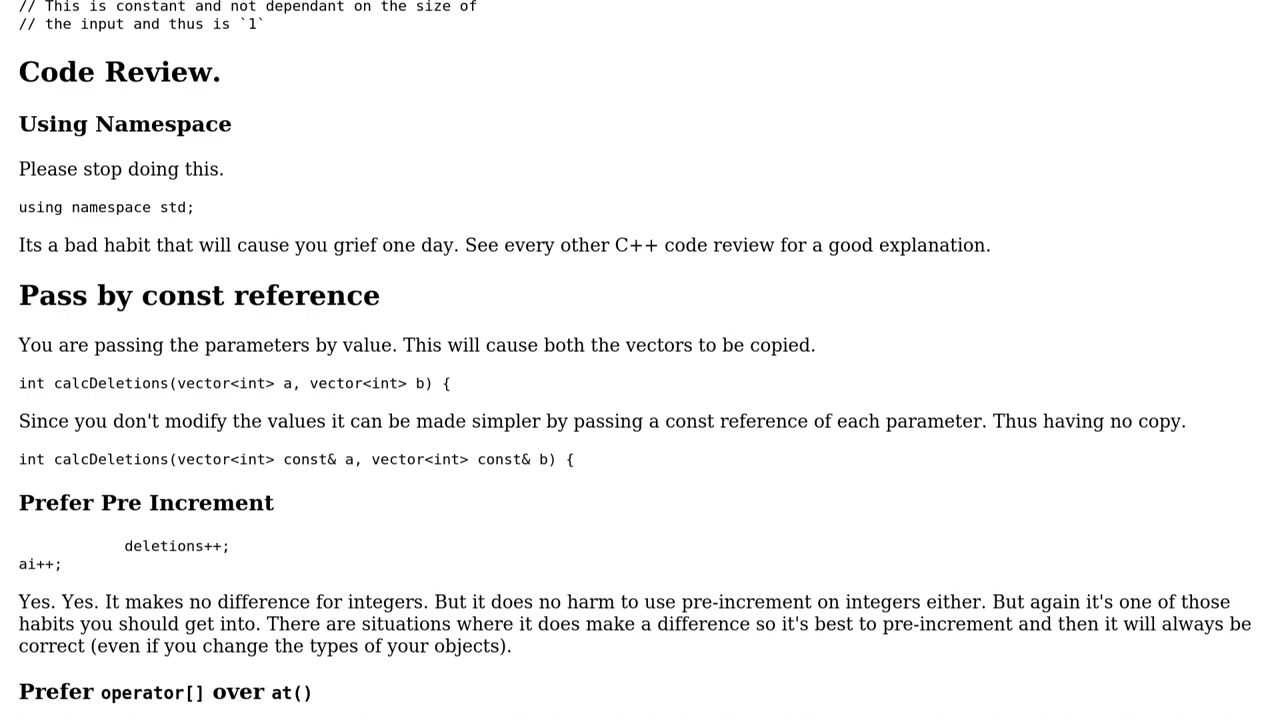 // This is constant and not dependant on the size of
// the input and thus is `1`
Code Review.
Using Namespace
Please stop doing this.
using namespace std;
Its a bad habit that will cause you grief one day. See every other C++ code review for a good explanation.
Pass by const reference
You are passing the parameters by value. This will cause both the vectors to be copied.
int calcDeletions(vector<int> a, vector<int> b) {
Since you don't modify the values it can be made simpler by passing a const reference of each parameter. Thus having no copy.
int calcDeletions(vector<int> const& a, vector<int> const& b) {
Prefer Pre Increment
deletions++;
ai++;
Yes. Yes. It makes no difference for integers. But it does no harm to use pre-increment on integers either. But again it's one of those
habits you should get into. There are situations where it does make a difference so it's best to pre-increment and then it will always be
correct (even if you change the types of your objects).
Prefer operator[] over at()